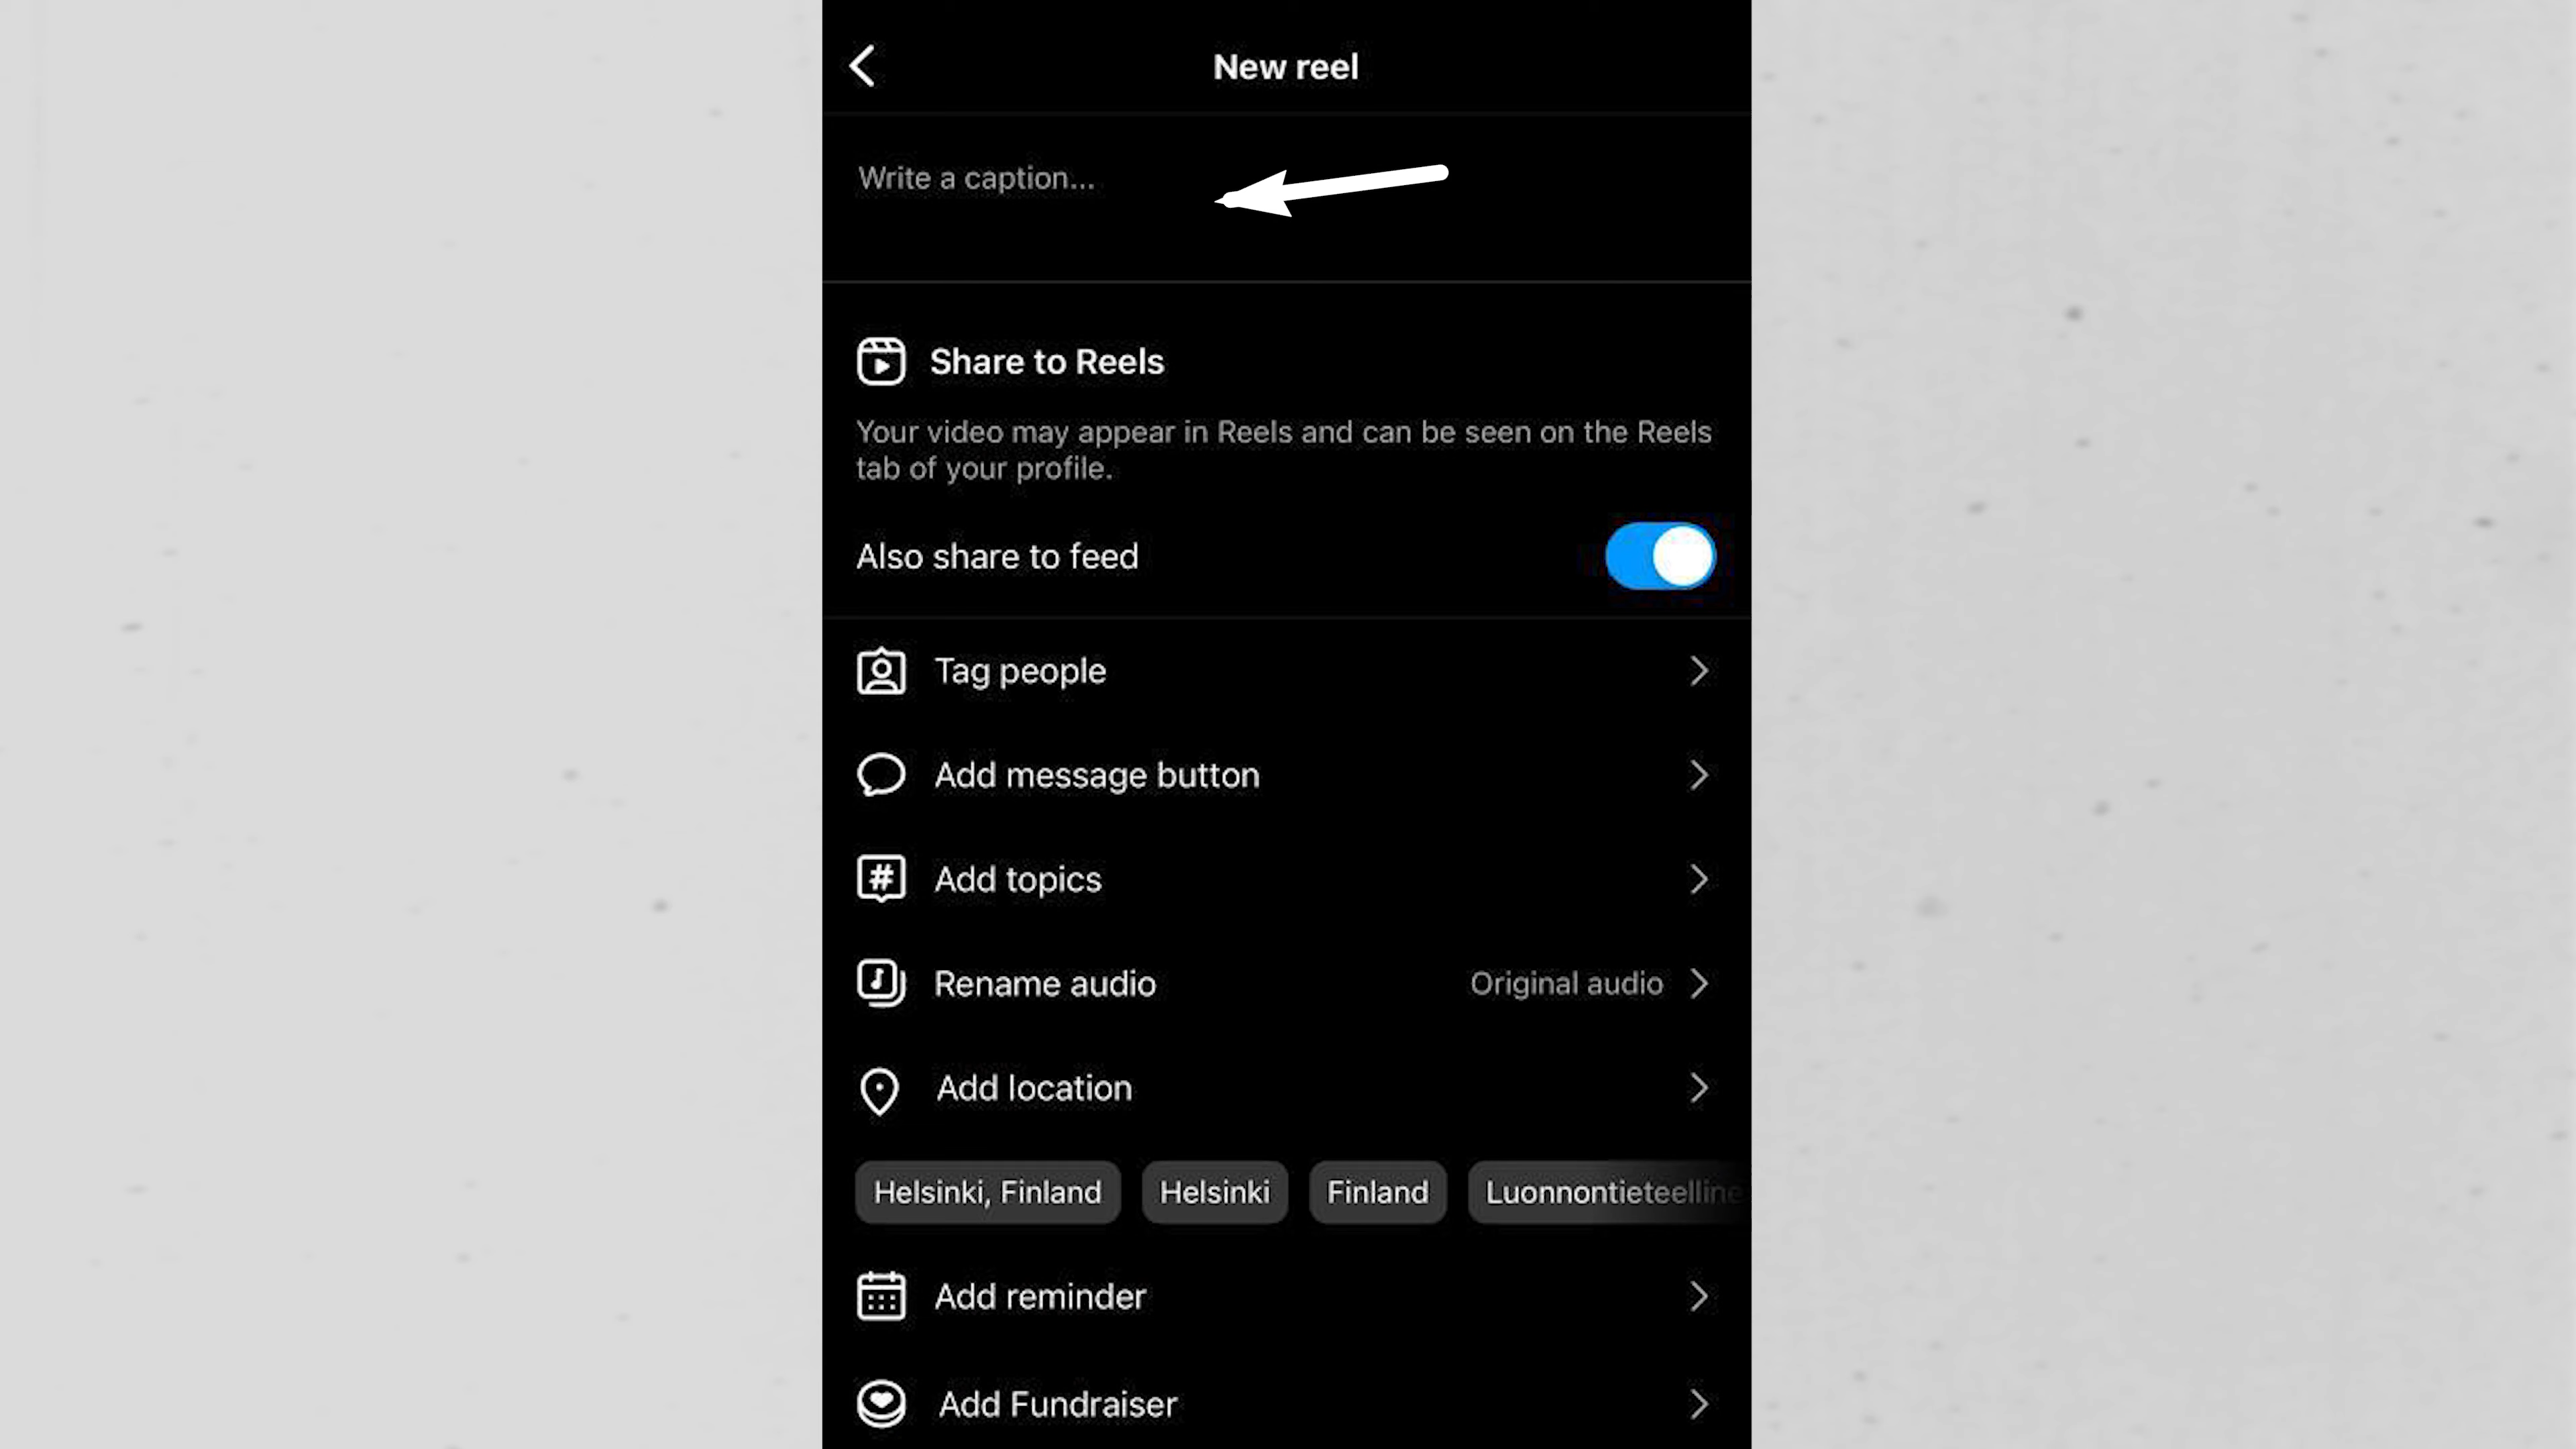 New reel
Write a caption...
Share to Reels
Your video may appear in Reels and can be seen on the Reels
tab of your profile.
Also share to feed
Tag people
Add message button
Add topics
Rename audio Original audio
Add location
Helsinki, Finland Helsinki Finland Luonnontieteelline
Add reminder
Add Fundraiser